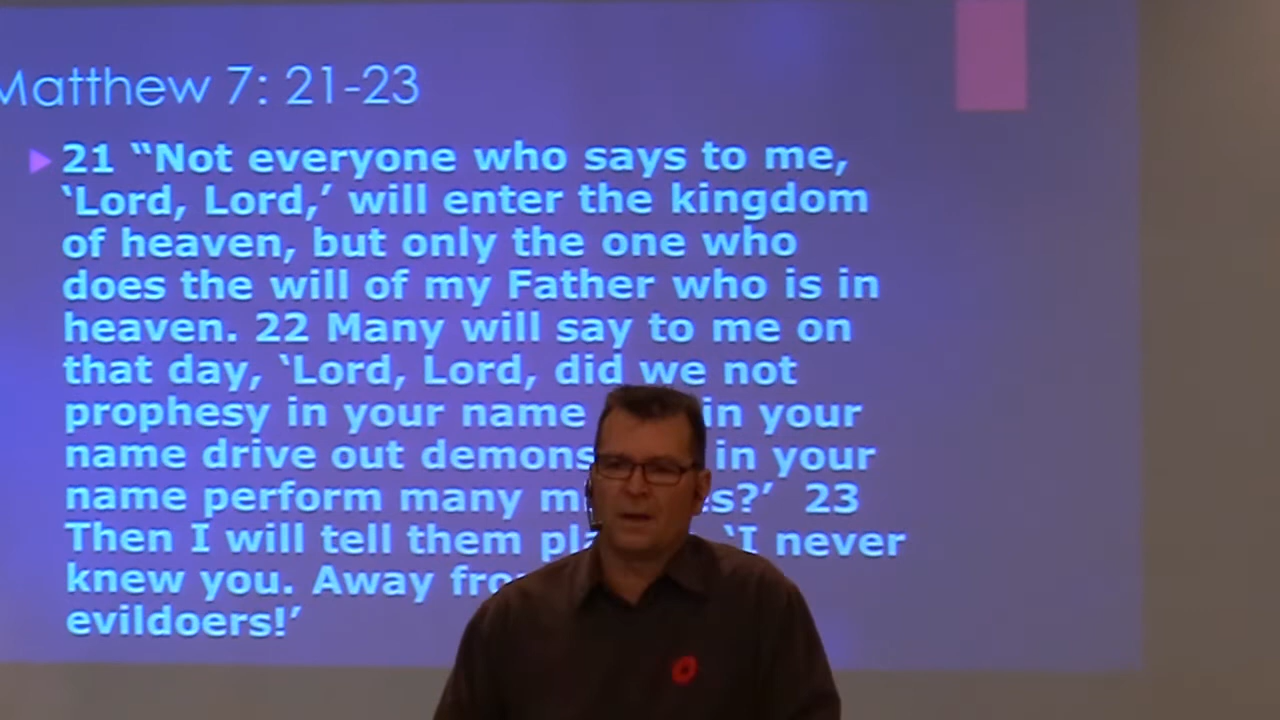 Matthew 7: 21-23
21 “Not everyone who says to me,
‘Lord, Lord,’ will enter the kingdom
of heaven, but only the one who
does the will of my Father who is in
heaven. 22 Many will say to me on
that day, ‘Lord, Lord, did we not
prophesy in your name in your
name drive out demons in your
name perform many 23
Then I will tell them ‘I never
knew you. Away
evildoers!’